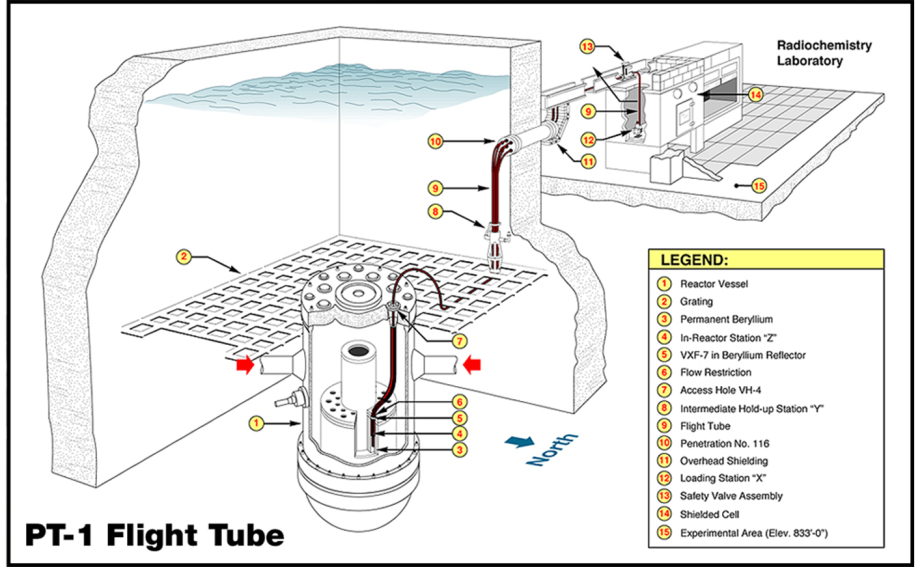 Radiochemistry
Laboratory
13
9
14
12
10
11
9
15
8
2
7
6
1
5
4
3
North
PT-1 Flight Tube
LEGEND:
1 Reactor Vessel
2 Grating
3 Permanent Beryllium
4 In-Reactor Station “Z”
5 VXF-7 in Beryllium Reflector
6 Flow Restriction
7 Access Hole VH-4
8 Intermediate Hold-up Station “Y”
9 Flight Tube
10 Penetration No. 116
11 Overhead Shielding
12 Loading Station “X”
13 Safety Valve Assembly
14 Shielded Cell
15 Experimental Area (Elev. 833'-0”)